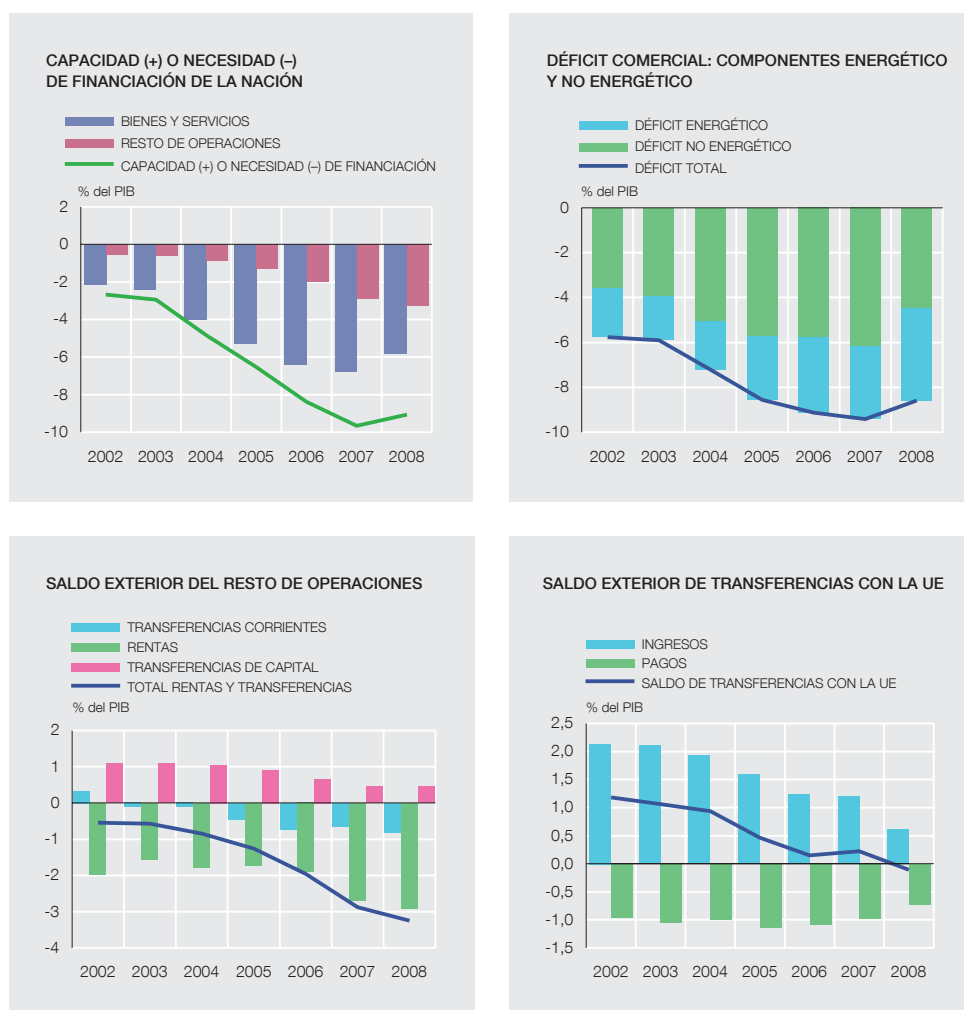 CAPACIDAD (+) O NECESIDAD (–)
DE FINANCIACIÓN DE LA NACIÓN
BIENES Y SERVICIOS
RESTO DE OPERACIONES
CAPACIDAD (+) O NECESIDAD (–) DE FINANCIACIÓN
% del PIB
2
0
-2
-4
-6
-8
-10
2002 2003 2004 2005 2006 2007 2008
DÉFICIT COMERCIAL: COMPONENTES ENERGÉTICO
Y NO ENERGÉTICO
DÉFICIT ENERGÉTICO
DÉFICIT NO ENERGÉTICO
DÉFICIT TOTAL
% del PIB
0
-2
-4
-6
-8
-10
2002 2003 2004 2005 2006 2007 2008
SALDO EXTERIOR DEL RESTO DE OPERACIONES
TRANSFERENCIAS CORRIENTES
RENTAS
TRANSFERENCIAS DE CAPITAL
TOTAL RENTAS Y TRANSFERENCIAS
% del PIB
2
1
0
-1
-2
-3
-4
2002 2003 2004 2005 2006 2007 2008
SALDO EXTERIOR DE TRANSFERENCIAS CON LA UE
INGRESOS
PAGOS
SALDO DE TRANSFERENCIAS CON LA UE
% del PIB
2,5
2,0
1,5
1,0
0,5
0,0
-0,5
-1,0
-1,5
2002 2003 2004 2005 2006 2007 2008